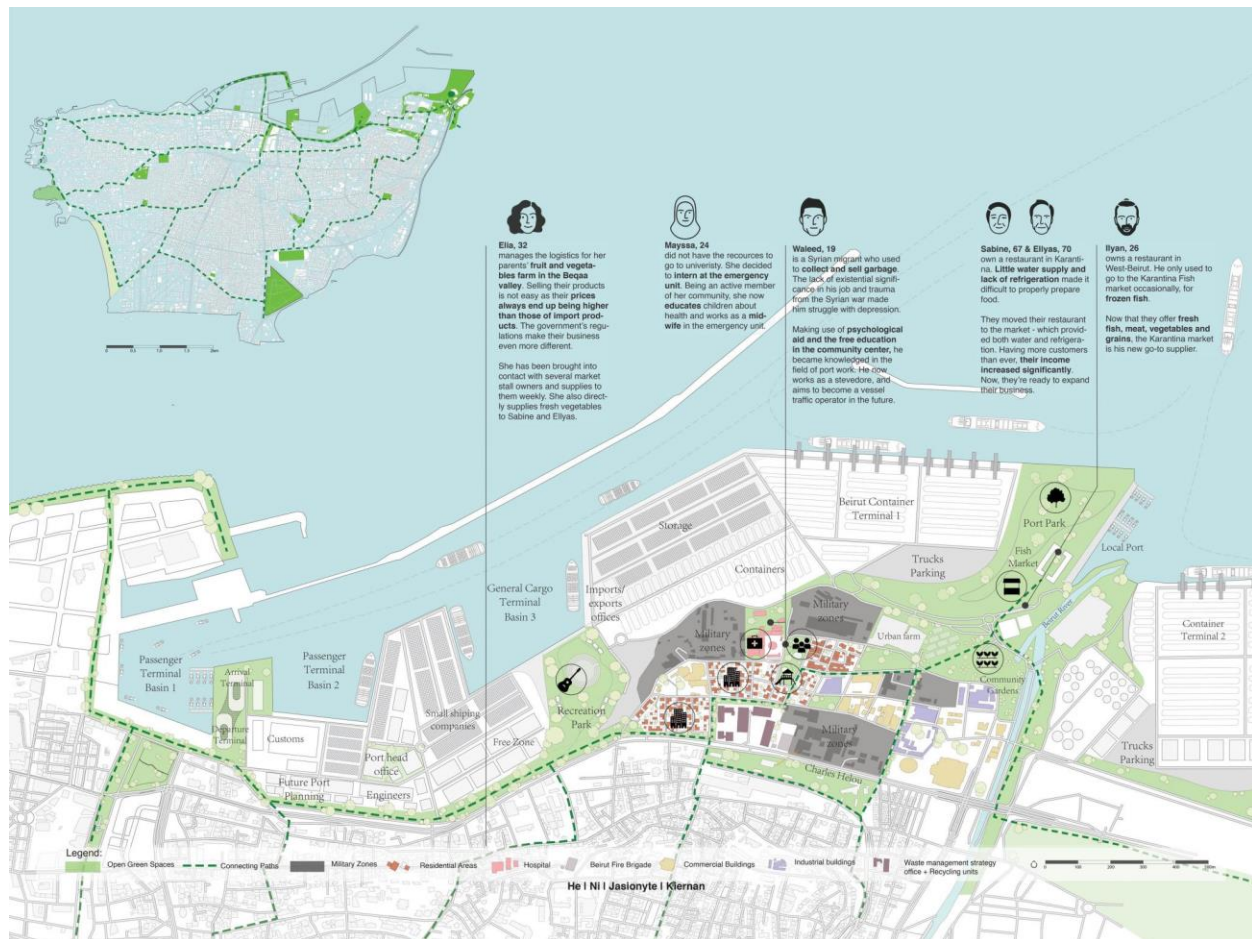 Elia, 32
manages the logistics for her
parents' fruit and vegeta-
bles farm in the Beqaa
valley. Selling their products
is not easy as their prices
always end up being higher
than those of import prod-
ucts. The government's regu-
lations make their business
even more different.
She has been brought into
contact with several market
stall owners and supplies to
them weekly. She also direct-
ly supplies fresh vegetables
to Sabine and Ellyas.
Mayssa, 24
did not have the recources to
go to univeristy. She decided
to intern at the emergency
unit. Being an active member
of her community, she now
educates children about
health and works as a mid-
wife in the emergency unit.
Waleed, 19
is a Syrian migrant who used
to collect and sell garbage.
The lack of existential signifi-
cance in his job and trauma
from the Syrian war made
him struggle with depression.
Making use of psychological
aid and the free education
in the community center, he
became knowledged in the
field of port work. He now
works as a stevedore, and
aims to become a vessel
traffic operator in the future.
Sabine, 67 & Ellyas, 70
own a restaurant in Karanti-
na. Little water supply and
lack of refrigeration made it
difficult to properly prepare
food.
They moved their restaurant
to the market - which provid-
ed both water and refrigera-
tion. Having more customers
than ever, their income
increased significantly.
Now, they're ready to expand
their business.
Ilyan, 26
owns a restaurant in
West-Beirut. He only used to
go to the Karantina Fish
market occasionally, for
frozen fish.
Now that they offer fresh
fish, meat, vegetables and
grains, the Karantina market
is his new go-to supplier.
Storage
Beirut Container
Terminal 1
Port Park
Fish
Market
Local Port
Trucks
Parking
Containers
Imports/
exports
offices
General Cargo
Terminal
Basin 3
Military
zones
Military
zones
Urban farm
Beirut River
Container
Terminal 2
Community
Gardens
Passenger
Terminal
Basin 1
Arrival
Terminal
Departure
Terminal
Passenger
Terminal
Basin 2
Small shiping
companies
Recreation
Park
Free Zone
Customs
Port head
office
Future Port
Planning
Engineers
Military
zones
Charles Helou
Trucks
Parking
Legend:
Open Green Spaces
Connecting Paths
Military Zones
Residential Areas
Hospital
Beirut Fire Brigade
Commercial Buildings
Industrial buildings
Waste management strategy
office + Recycling units
He I Ni I Jasionyte I Kiernan